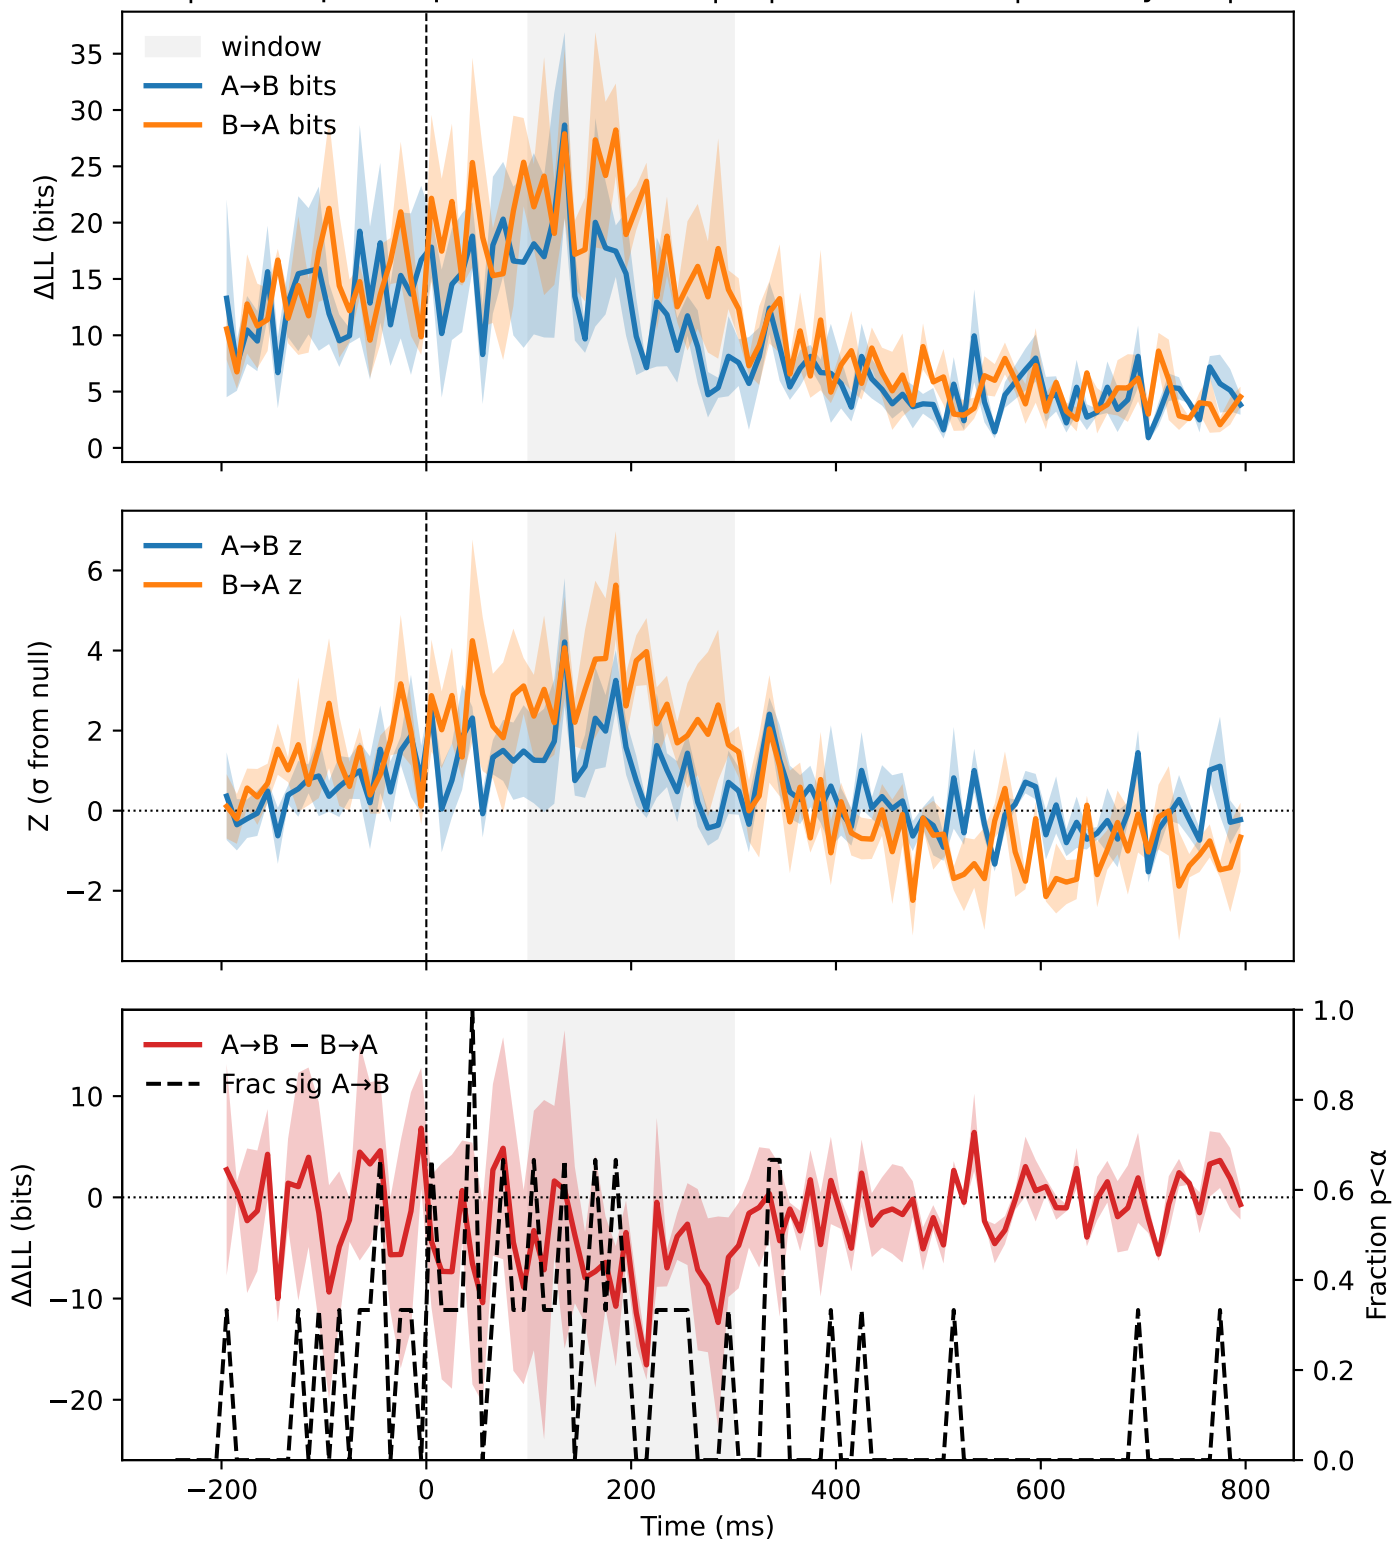 window
A→B bits
B→A bits
ΔLL (bits)
35
30
25
20
15
10
5
0
A→B z
B→A z
Z (σ from null)
6
4
2
0
−2
A→B − B→A
Frac sig A→B
ΔΔLL (bits)
10
0
−10
−20
1.0
0.8
0.6
0.4
0.2
0.0
Fraction p<α
−200
0
200
400
600
800
Time (ms)